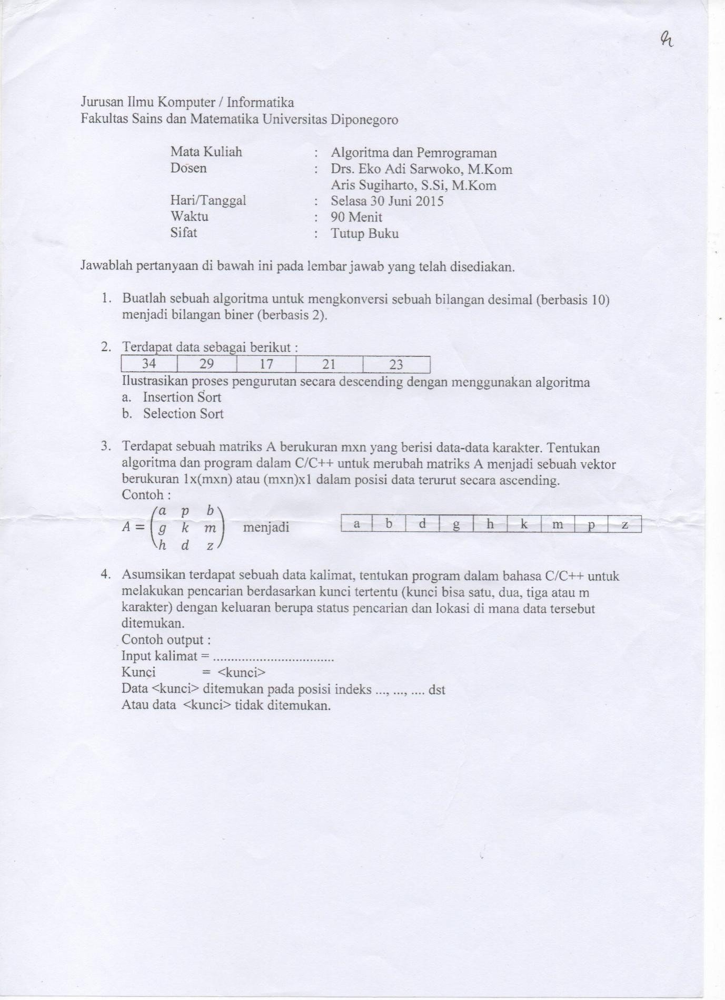 Jurusan Ilmu Komputer / Informatika
Fakultas Sains dan Matematika Universitas Diponegoro
Mata Kuliah : Algoritma dan Pemrograman
Dosen : Drs. Eko Adi Sarwoko, M.Kom
Aris Sugiharto, S.Si, M.Kom
Hari/Tanggal : Selasa 30 Juni 2015
Waktu : 90 Menit
Sifat : Tutup Buku
Jawablah pertanyaan di bawah ini pada lembar jawab yang telah disediakan.
1. Buatlah sebuah algoritma untuk mengkonversi sebuah bilangan desimal (berbasis 10)
menjadi bilangan biner (berbasis 2).
2. Terdapat data sebagai berikut :
34 29 17 21 23
Ilustrasikan proses pengurutan secara descending dengan menggunakan algoritma
a. Insertion Sort
b. Selection Sort
3. Terdapat sebuah matriks A berukuran mxn yang berisi data-data karakter. Tentukan
algoritma dan program dalam C/C++ untuk merubah matriks A menjadi sebuah vektor
berukuran 1x(mxn) atau (mxn)x1 dalam posisi data terurut secara ascending.
Contoh :
a p b
A = g k m menjadi a b d g h k m p z
h d z
4. Asumsikan terdapat sebuah data kalimat, tentukan program dalam bahasa C/C++ untuk
melakukan pencarian berdasarkan kunci tertentu (kunci bisa satu, dua, tiga atau m
karakter) dengan keluaran berupa status pencarian dan lokasi di mana data tersebut
ditemukan.
Contoh output :
Input kalimat = ..................................
Kunci = <kunci>
Data <kunci> ditemukan pada posisi indeks ..., ..., .... dst
Atau data <kunci> tidak ditemukan.